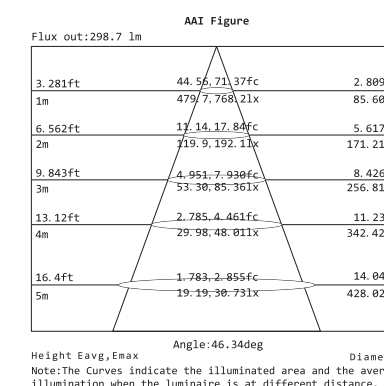 AAI Figure
Flux out:298.7 lm
3.281ft 44.56,71.37fc 2.809
1m 479.7,768.2lx 85.60
6.562ft 11.14,17.84fc 5.617
2m 119.9,192.1lx 171.21
9.843ft 4.951,7.930fc 8.426
3m 53.30,85.36lx 256.81
13.12ft 2.785,4.461fc 11.23
4m 29.98,48.01lx 342.42
16.4ft 1.783,2.855fc 14.04
5m 19.19,30.73lx 428.02
Angle:46.34deg
Height Eavg,Emax Diame
Note:The Curves indicate the illuminated area and the aver
illumination when the luminaire is at different distance.